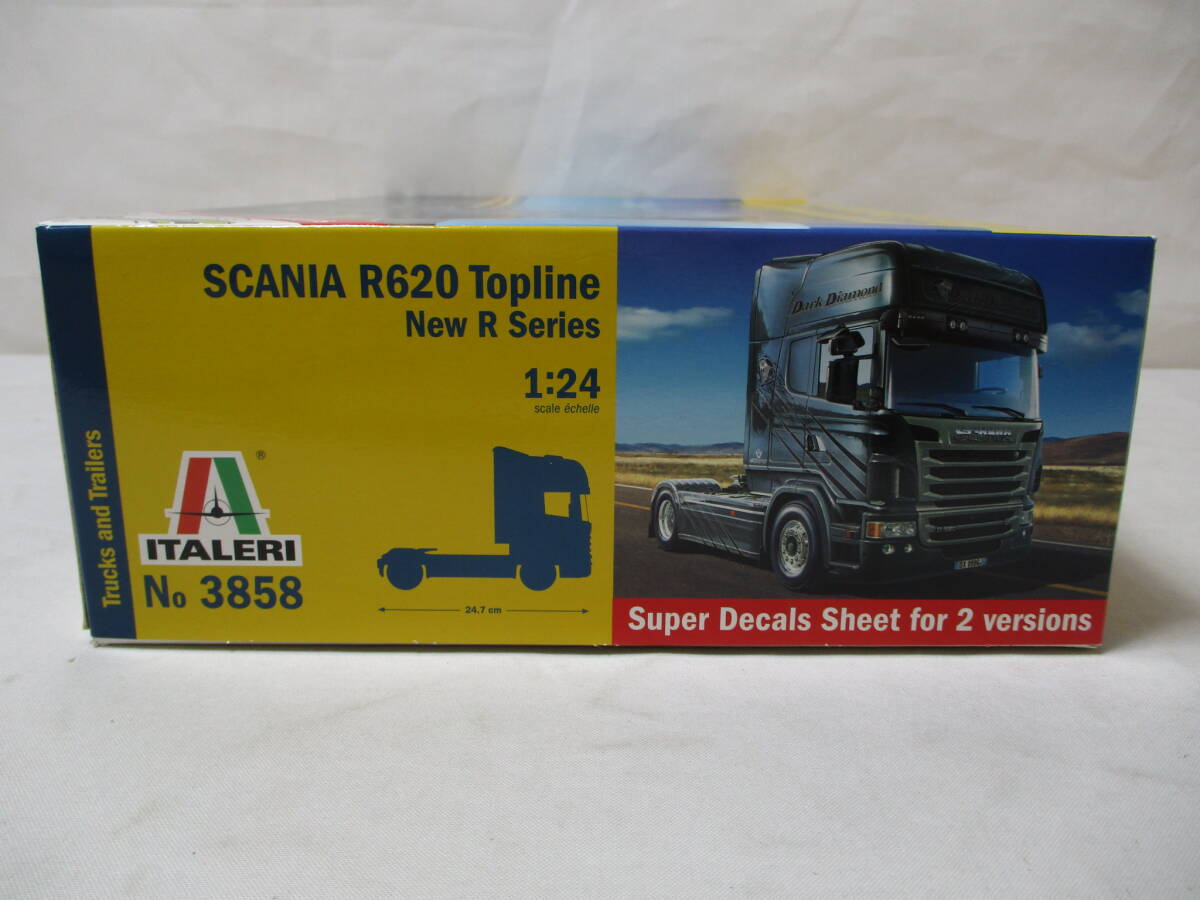 SCANIA R620 Topline
New R Series
1:24
scale échelle
Trucks and Trailers
®
ITALERI
No 3858
24.7 cm
Dark Diamond
SCANIA
Super Decals Sheet for 2 versions